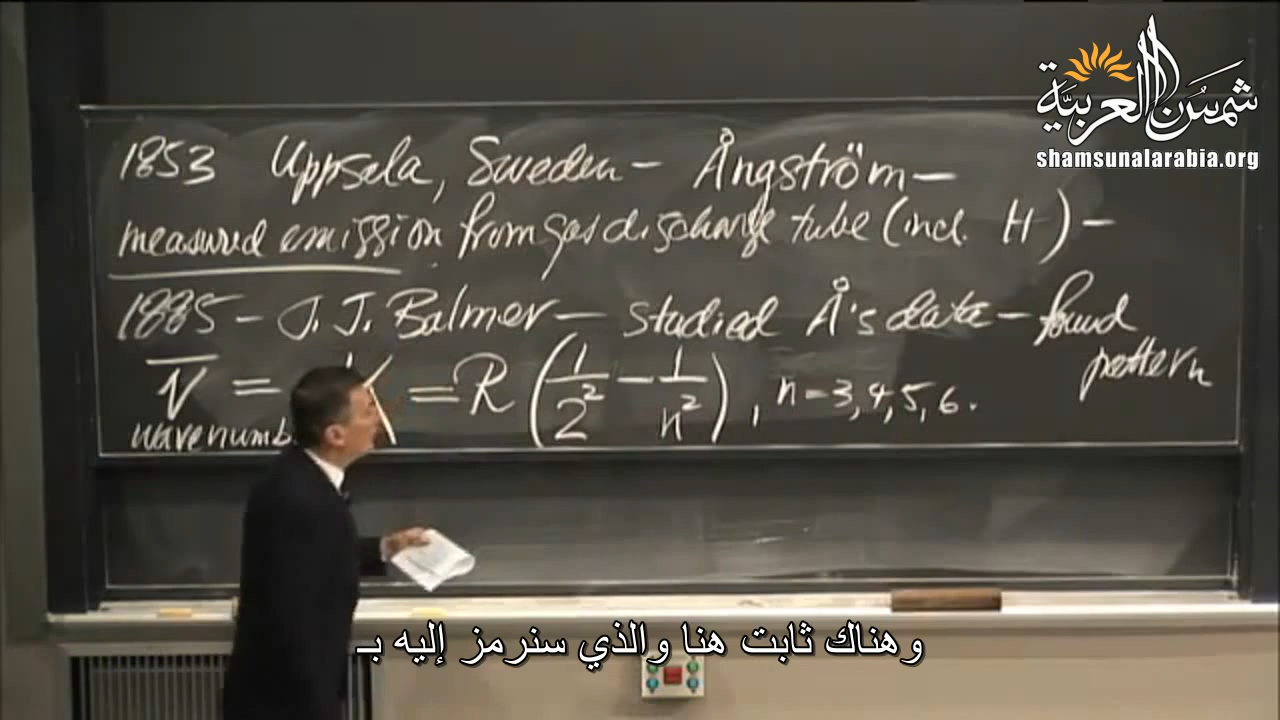 شمس العربية
shamsunalarabia.org
1853 Uppsala, Sweden – Ångström –
measured emission from gas discharge tube (incl. H) –
1885 – J. J. Balmer – studied Å's data – found
pattern
ν̅ = = R (1/2² – 1/n²), n = 3, 4, 5, 6.
wavenumb
وهناك ثابت هنا والذي سنرمز إليه بـ